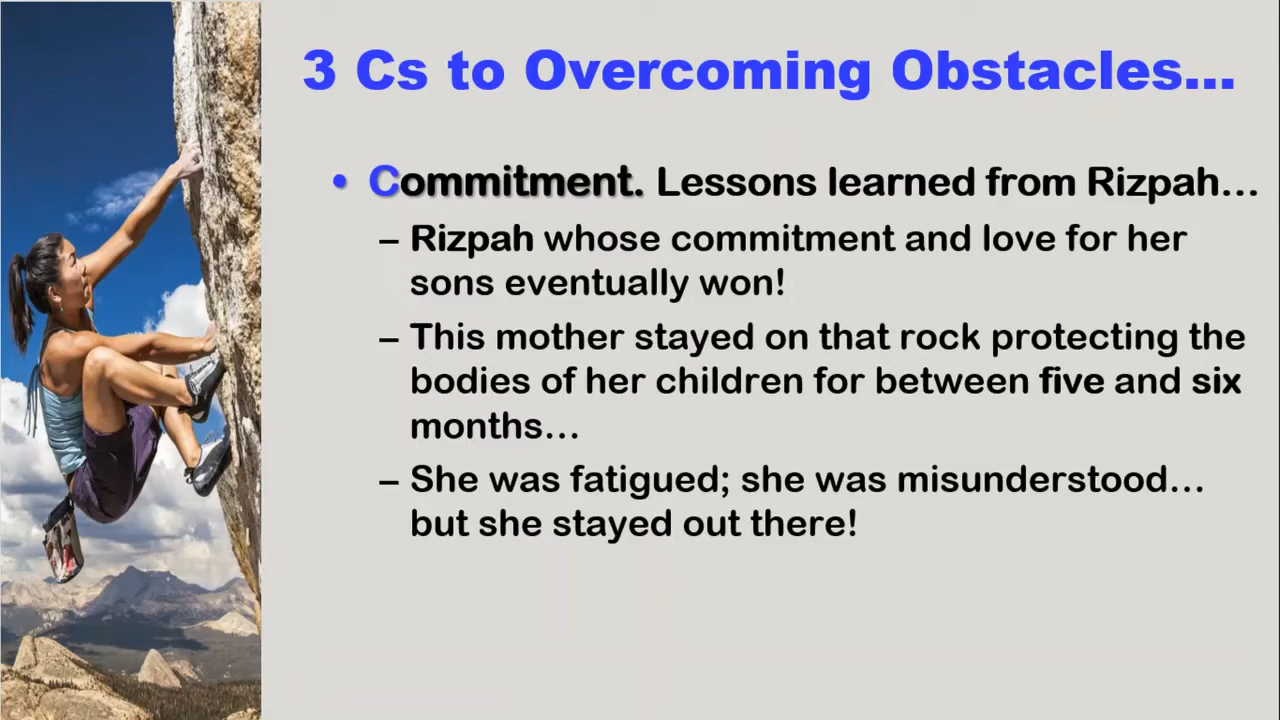 3 Cs to Overcoming Obstacles...
• Commitment. Lessons learned from Rizpah...
– Rizpah whose commitment and love for her
sons eventually won!
– This mother stayed on that rock protecting the
bodies of her children for between five and six
months...
– She was fatigued; she was misunderstood...
but she stayed out there!